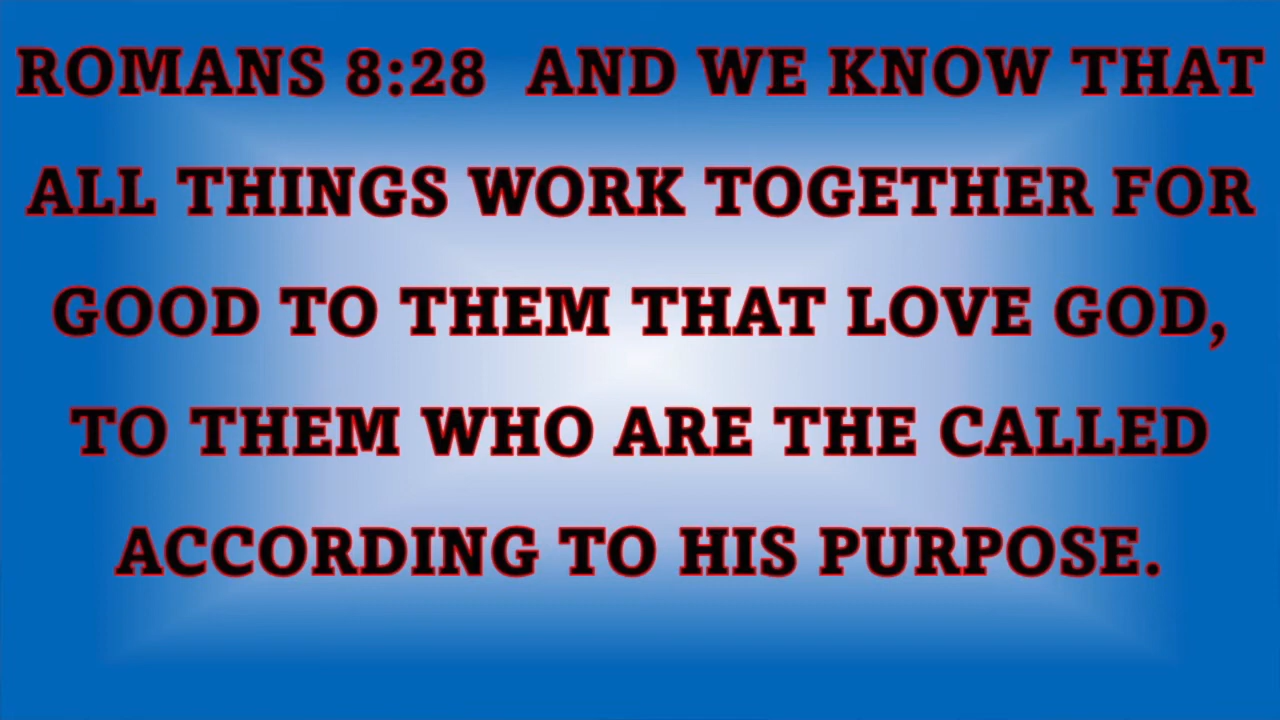 ROMANS 8:28  AND WE KNOW THAT
ALL THINGS WORK TOGETHER FOR
GOOD TO THEM THAT LOVE GOD,
TO THEM WHO ARE THE CALLED
ACCORDING TO HIS PURPOSE.